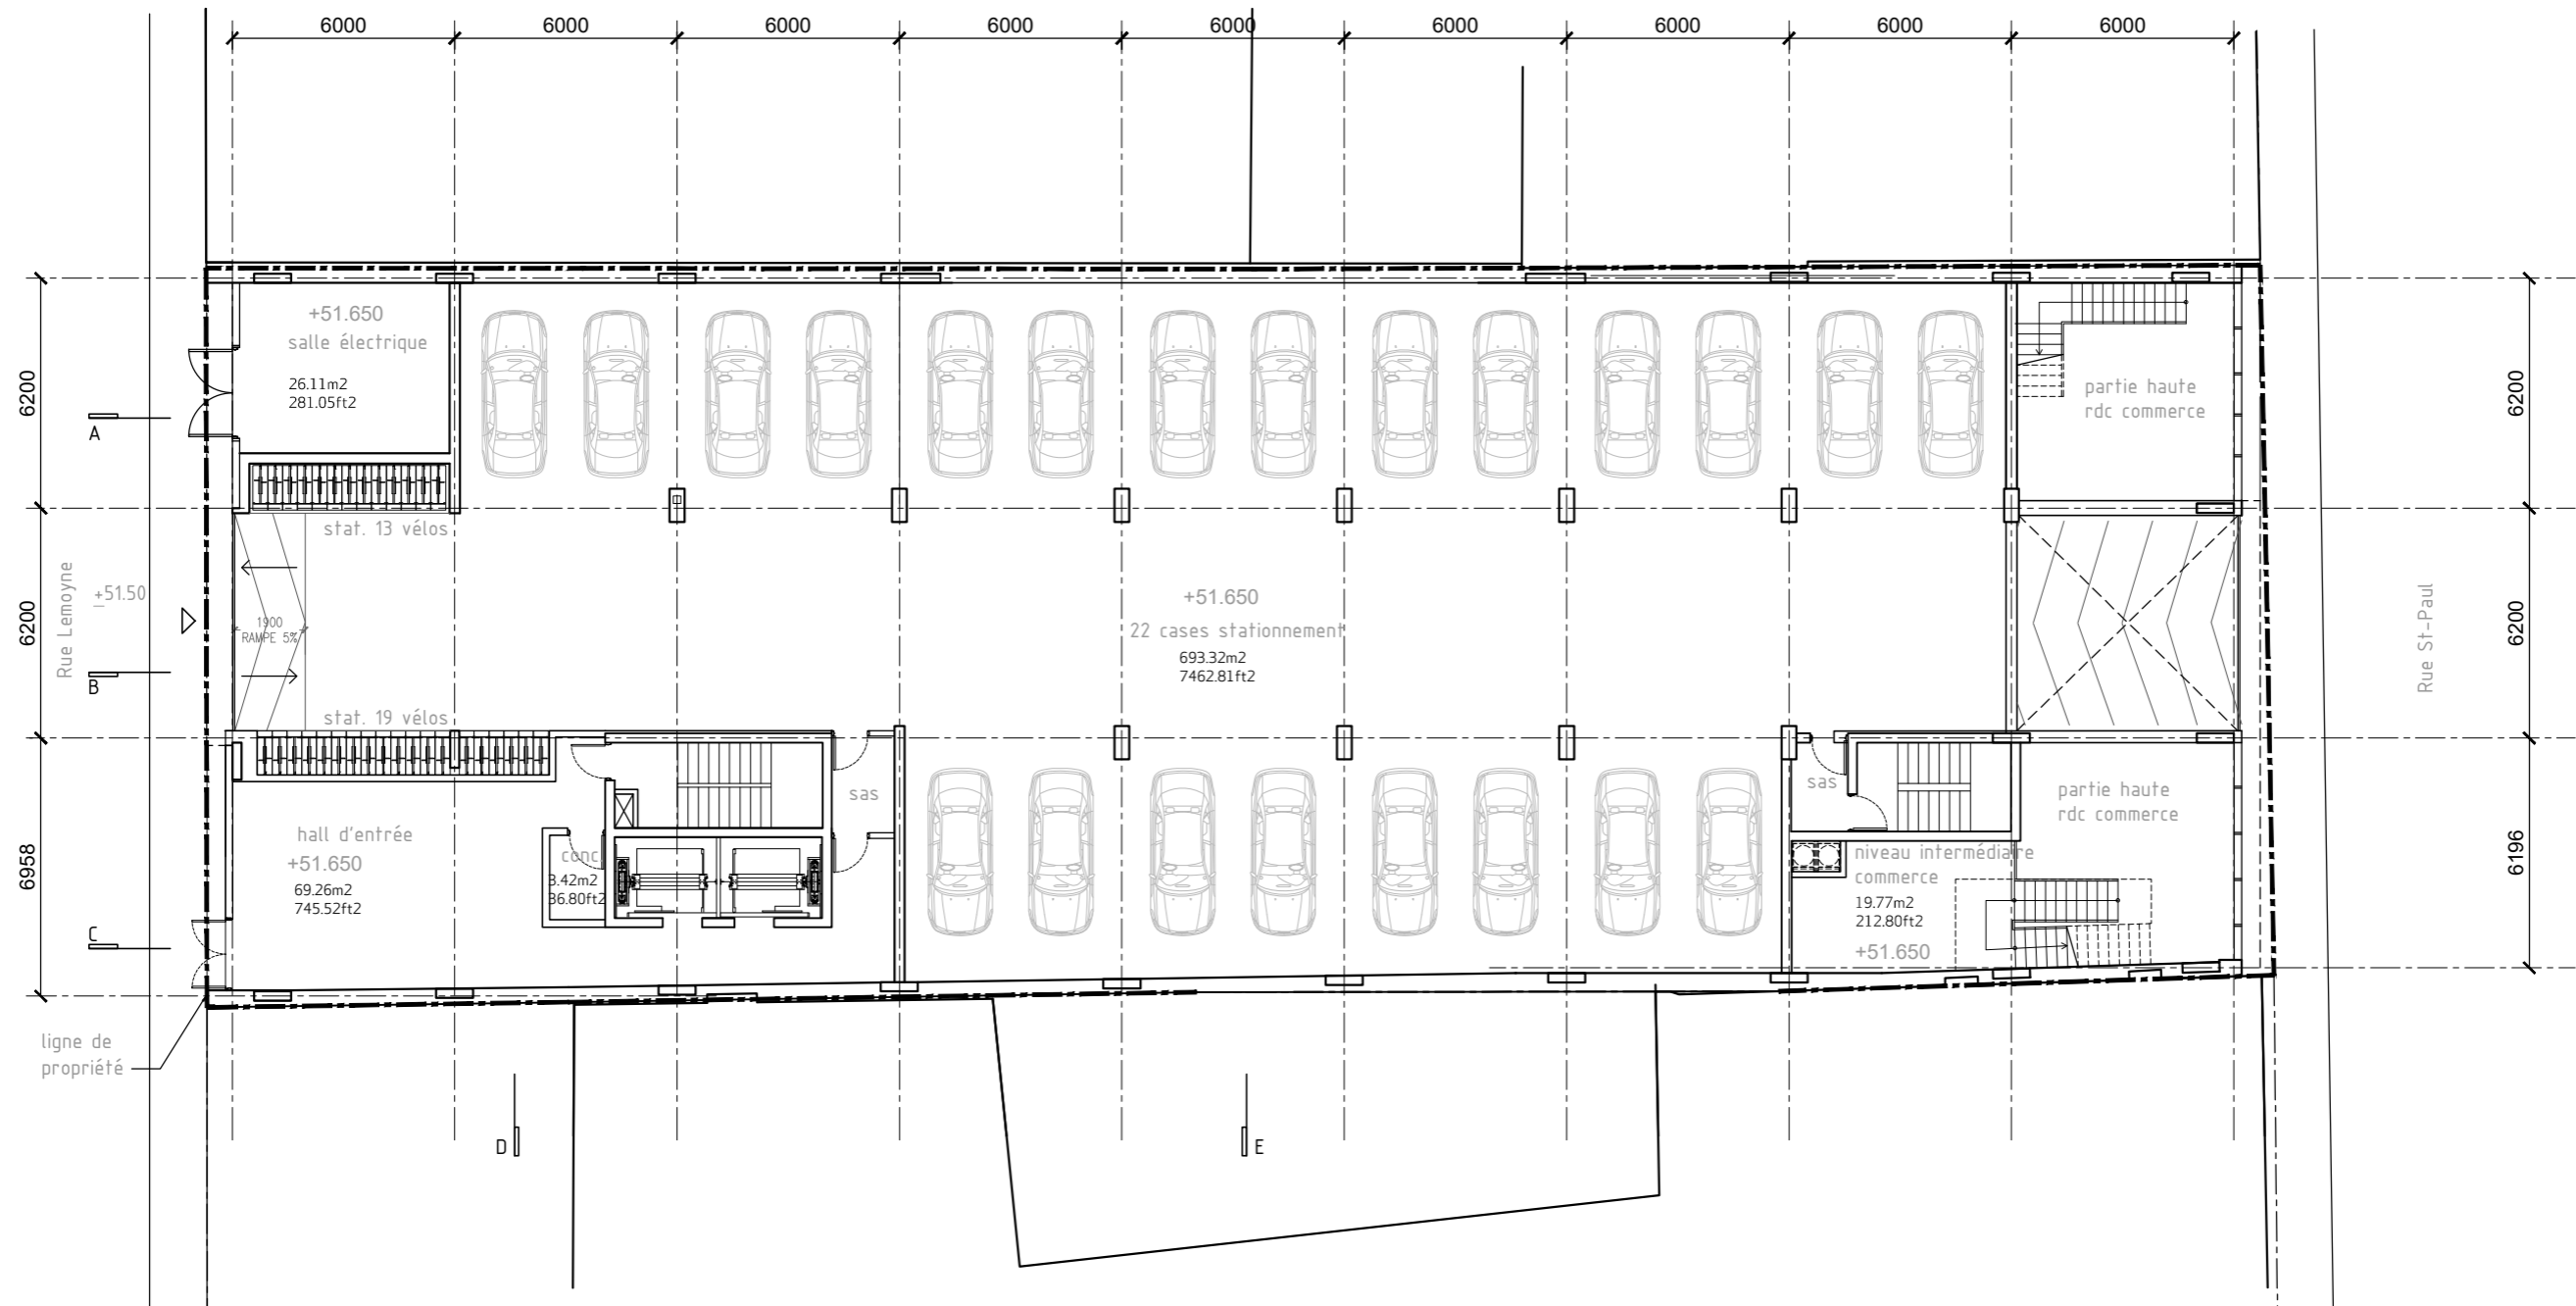 6000
6000
6000
6000
6000
6000
6000
6000
6000
+51.650
salle électrique
26.11m2
281.05ft2
6200
6200
A
partie haute
rdc commerce
stat. 13 vélos
Rue Lemoyne
+51.50
6200
1900
RAMPE 5%
+51.650
22 cases stationnement
693.32m2
7462.81ft2
6200
Rue St-Paul
B
stat. 19 vélos
sas
sas
partie haute
rdc commerce
hall d'entrée
+51.650
69.26m2
745.52ft2
conc
3.42m2
36.80ft2
niveau intermédiaire
commerce
19.77m2
212.80ft2
+51.650
6958
6196
C
ligne de
propriété
D
E